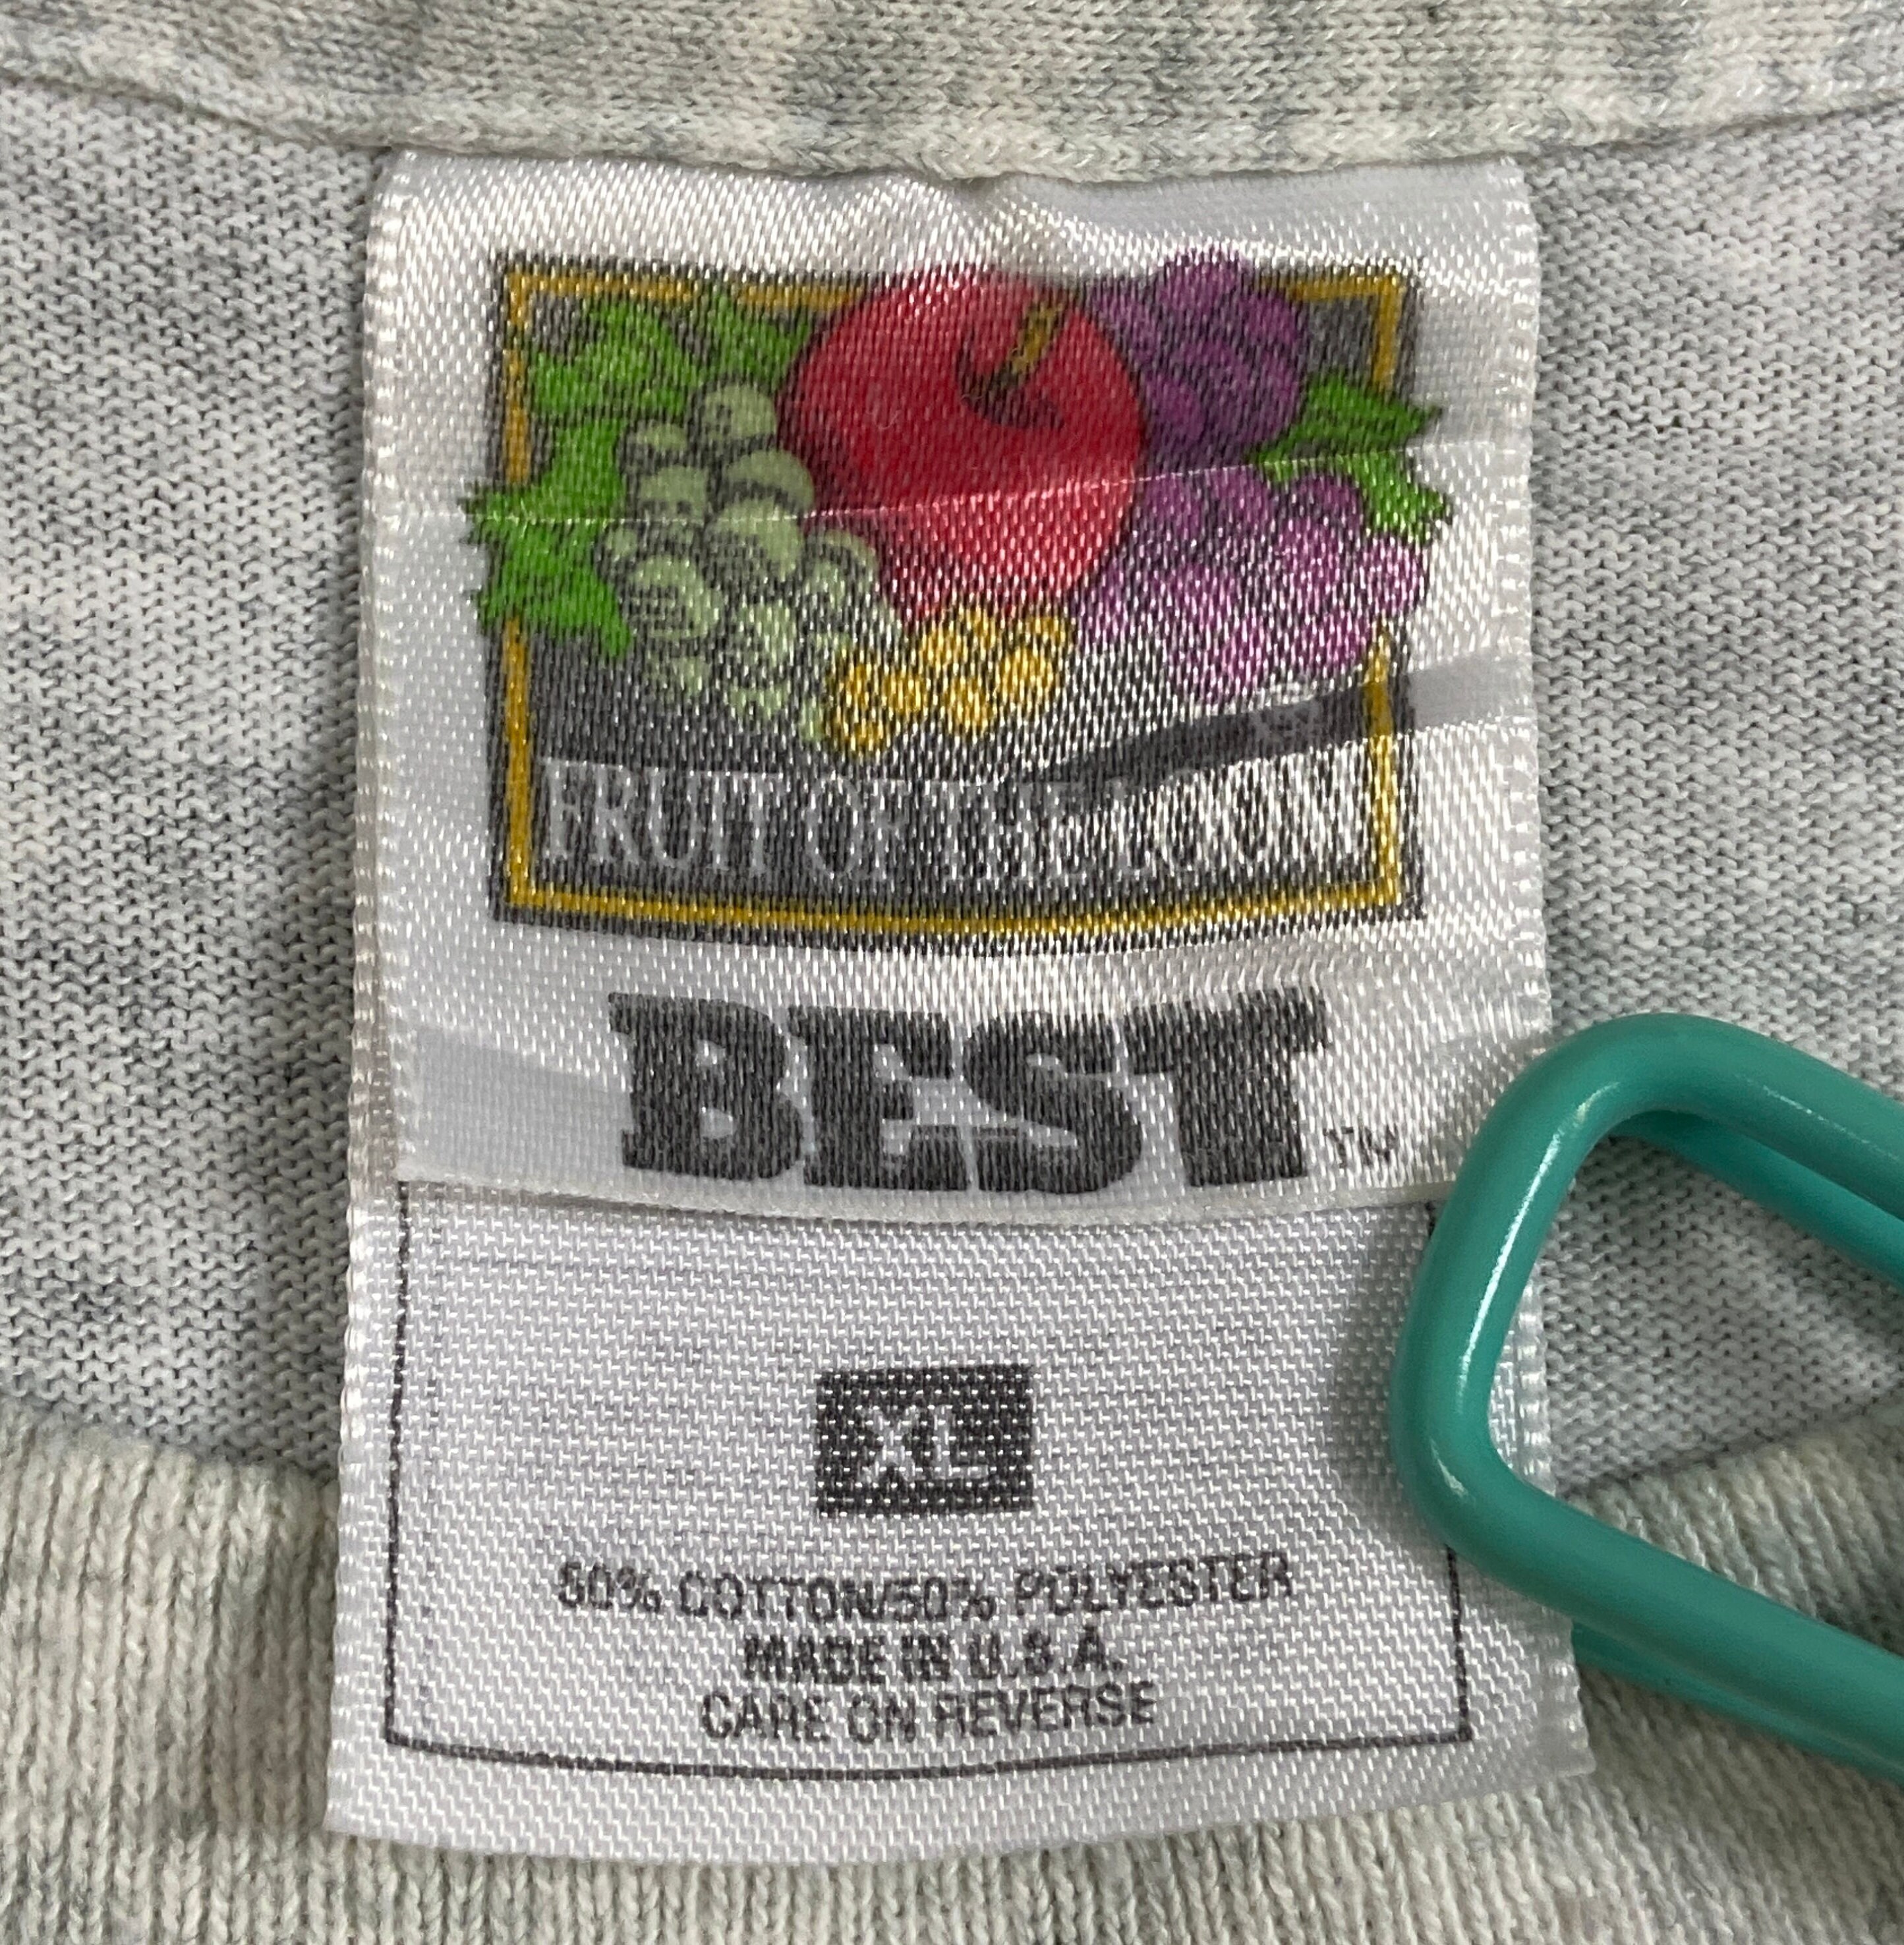 FRUIT OF THE LOOM
BEST
TM
XL
50% COTTON/50% POLYESTER
MADE IN U.S.A.
CARE ON REVERSE